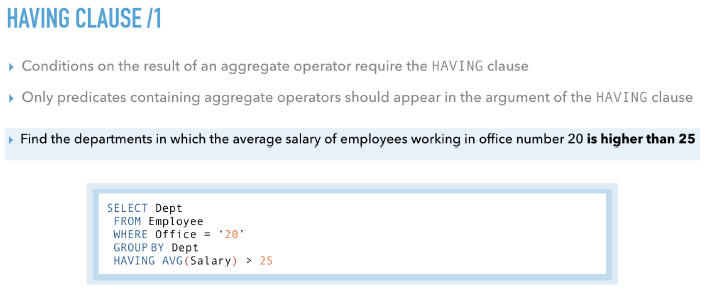 HAVING CLAUSE /1
Conditions on the result of an aggregate operator require the HAVING clause
Only predicates containing aggregate operators should appear in the argument of the HAVING clause
Find the departments in which the average salary of employees working in office number 20 is higher than 25
SELECT Dept
FROM Employee
WHERE Office = ‘20’
GROUP BY Dept
HAVING AVG(Salary) > 25